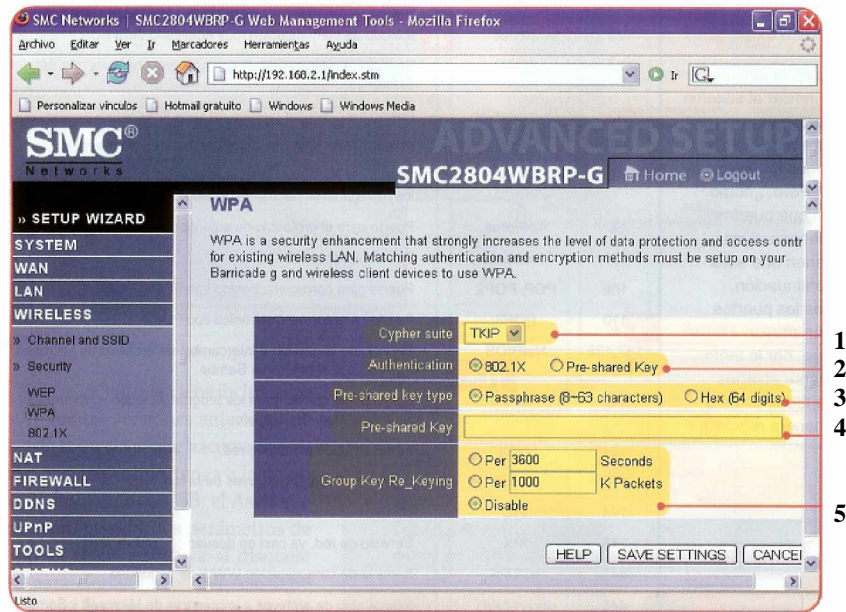 SMC Networks | SMC2804WBRP-G Web Management Tools - Mozilla Firefox
Archivo Editar Ver Ir Marcadores Herramientas Ayuda
http://192.168.2.1/index.stm
Ir
Personalizar vínculos Hotmail gratuito Windows Windows Media
SMC®
Networks
ADVANCED SETUP
SMC2804WBRP-G Home Logout
» SETUP WIZARD
SYSTEM
WAN
LAN
WIRELESS
» Channel and SSID
» Security
WEP
WPA
802.1X
NAT
FIREWALL
DDNS
UPnP
TOOLS
WPA
WPA is a security enhancement that strongly increases the level of data protection and access contr
for existing wireless LAN. Matching authentication and encryption methods must be setup on your
Barricade g and wireless client devices to use WPA.
Cypher suite TKIP
1
Authentication 802.1X Pre-shared Key
2
Pre-shared key type Passphrase (8~63 characters) Hex (64 digits)
3
Pre-shared Key
4
Group Key Re_Keying
Per 3600 Seconds
Per 1000 K Packets
Disable
5
HELP SAVE SETTINGS CANCEL
Listo